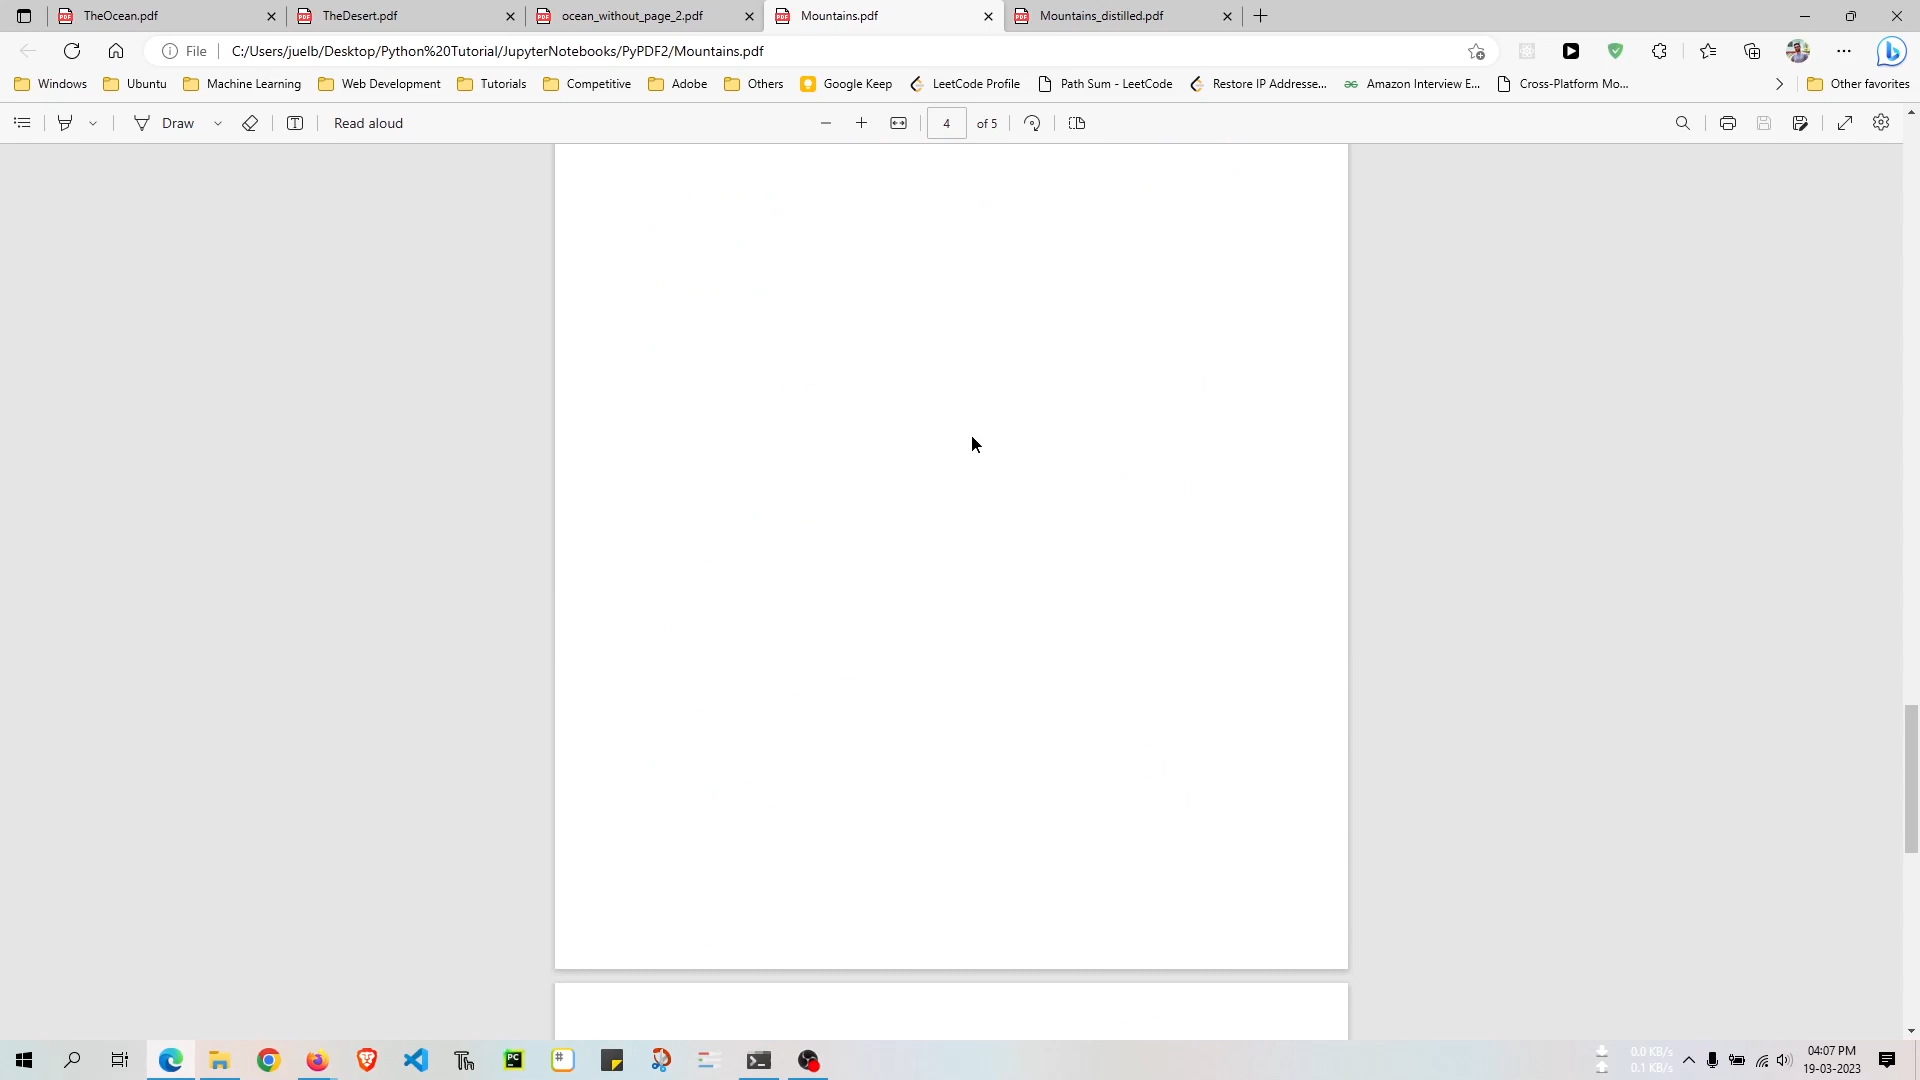 TheOcean.pdf
TheDesert.pdf
ocean_without_page_2.pdf
Mountains.pdf
Mountains_distilled.pdf
File
C:/Users/juelb/Desktop/Python%20Tutorial/JupyterNotebooks/PyPDF2/Mountains.pdf
Windows
Ubuntu
Machine Learning
Web Development
Tutorials
Competitive
Adobe
Others
Google Keep
LeetCode Profile
Path Sum - LeetCode
Restore IP Addresse...
Amazon Interview E...
Cross-Platform Mo...
Other favorites
Draw
Read aloud
4
of 5
0.0 KB/s
0.1 KB/s
04:07 PM
19-03-2023